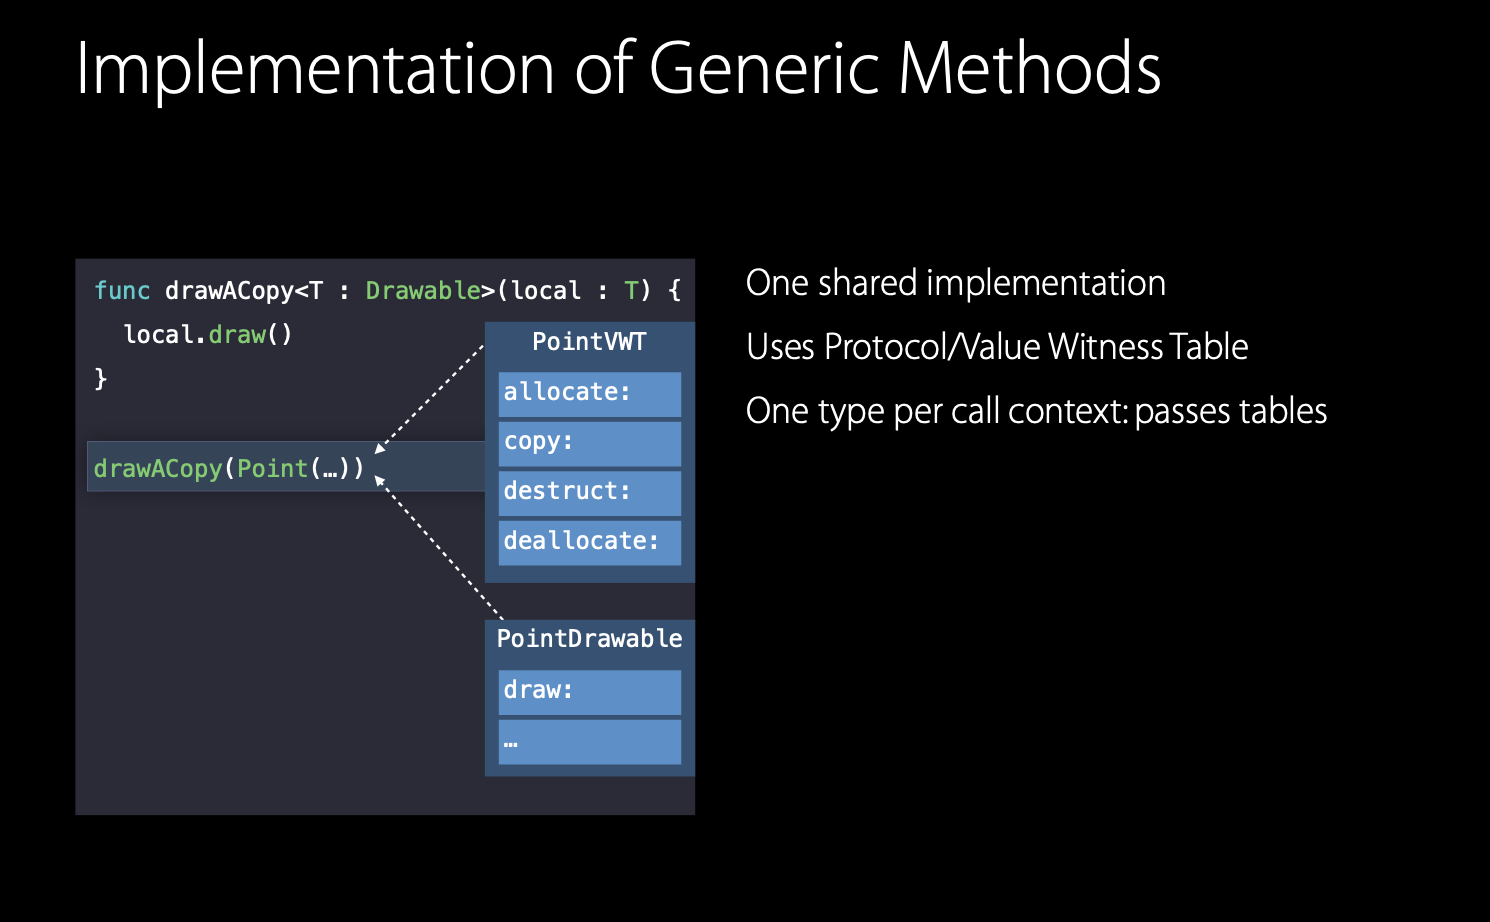 Implementation of Generic Methods
func drawACopy<T : Drawable>(local : T) {
local.draw()
}
drawACopy(Point(…))
PointVWT
allocate:
copy:
destruct:
deallocate:
PointDrawable
draw:
…
One shared implementation
Uses Protocol/Value Witness Table
One type per call context: passes tables